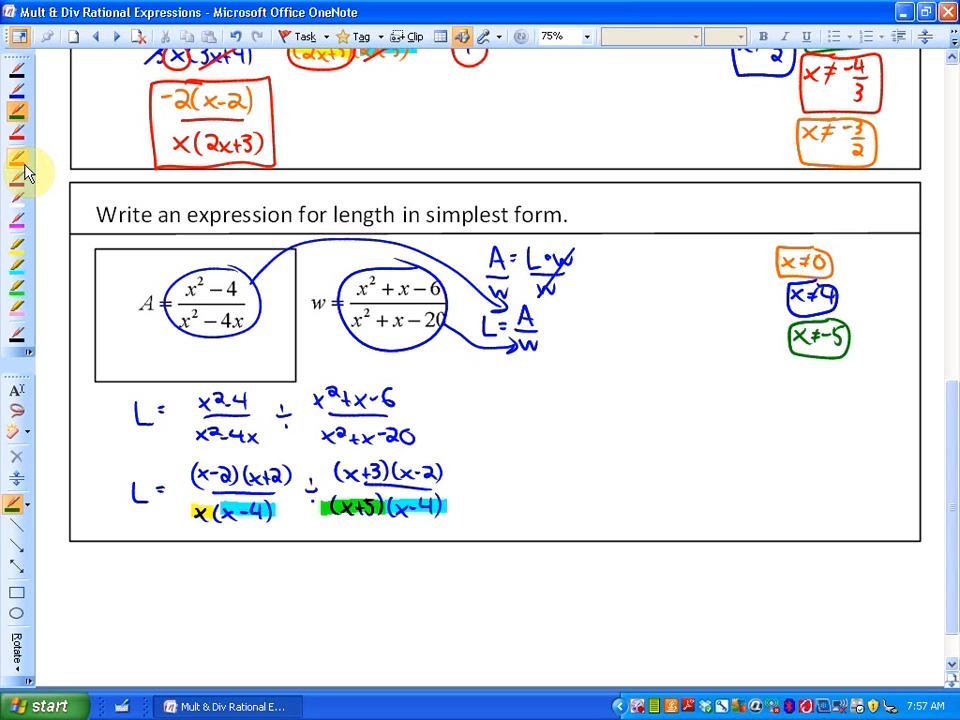 Mult & Div Rational Expressions - Microsoft Office OneNote
Task Tag Clip 75% B I U
-2(x-2)
x(2x+3)
x≠ -4/3
x≠ -3/2
Write an expression for length in simplest form.
A = (x² – 4)/(x² – 4x)
w = (x² + x – 6)/(x² + x – 20)
A/w = L•w/w
L = A/w
x≠0
x≠4
x≠-5
L = (x²-4)/(x²-4x) ÷ (x²+x-6)/(x²+x-20)
L = (x-2)(x+2)/x(x-4) ÷ (x+3)(x-2)/(x+5)(x-4)
Rotate
start Mult & Div Rational E... 7:57 AM